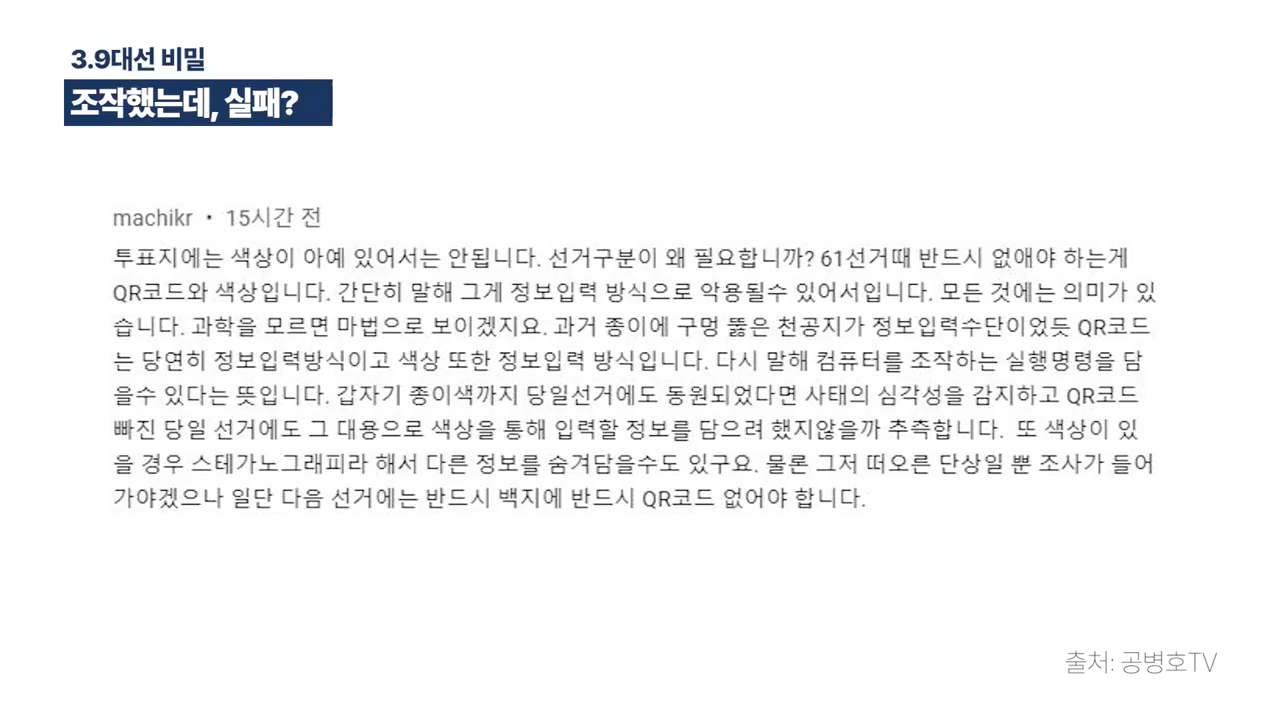 3.9대선 비밀
조작했는데, 실패?
machikr • 15시간 전
투표지에는 색상이 아예 있어서는 안됩니다. 선거구분이 왜 필요합니까? 61선거때 반드시 없애야 하는게
QR코드와 색상입니다. 간단히 말해 그게 정보입력 방식으로 악용될수 있어서입니다. 모든 것에는 의미가 있
습니다. 과학을 모르면 마법으로 보이겠지요. 과거 종이에 구멍 뚫은 천공지가 정보입력수단이었듯 QR코드
는 당연히 정보입력방식이고 색상 또한 정보입력 방식입니다. 다시 말해 컴퓨터를 조작하는 실행명령을 담
을수 있다는 뜻입니다. 갑자기 종이색까지 당일선거에도 동원되었다면 사태의 심각성을 감지하고 QR코드
빠진 당일 선거에도 그 대용으로 색상을 통해 입력할 정보를 담으려 했지않을까 추측합니다. 또 색상이 있
을 경우 스테가노그래피라 해서 다른 정보를 숨겨담을수도 있구요. 물론 그저 떠오른 단상일 뿐 조사가 들어
가야겠으나 일단 다음 선거에는 반드시 백지에 반드시 QR코드 없어야 합니다.
출처: 공병호TV